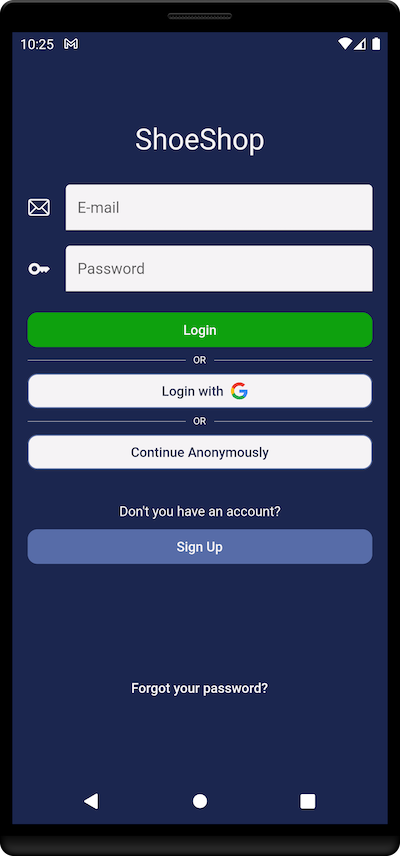 10:25
ShoeShop
E-mail
Password
Login
OR
Login with
OR
Continue Anonymously
Don't you have an account?
Sign Up
Forgot your password?